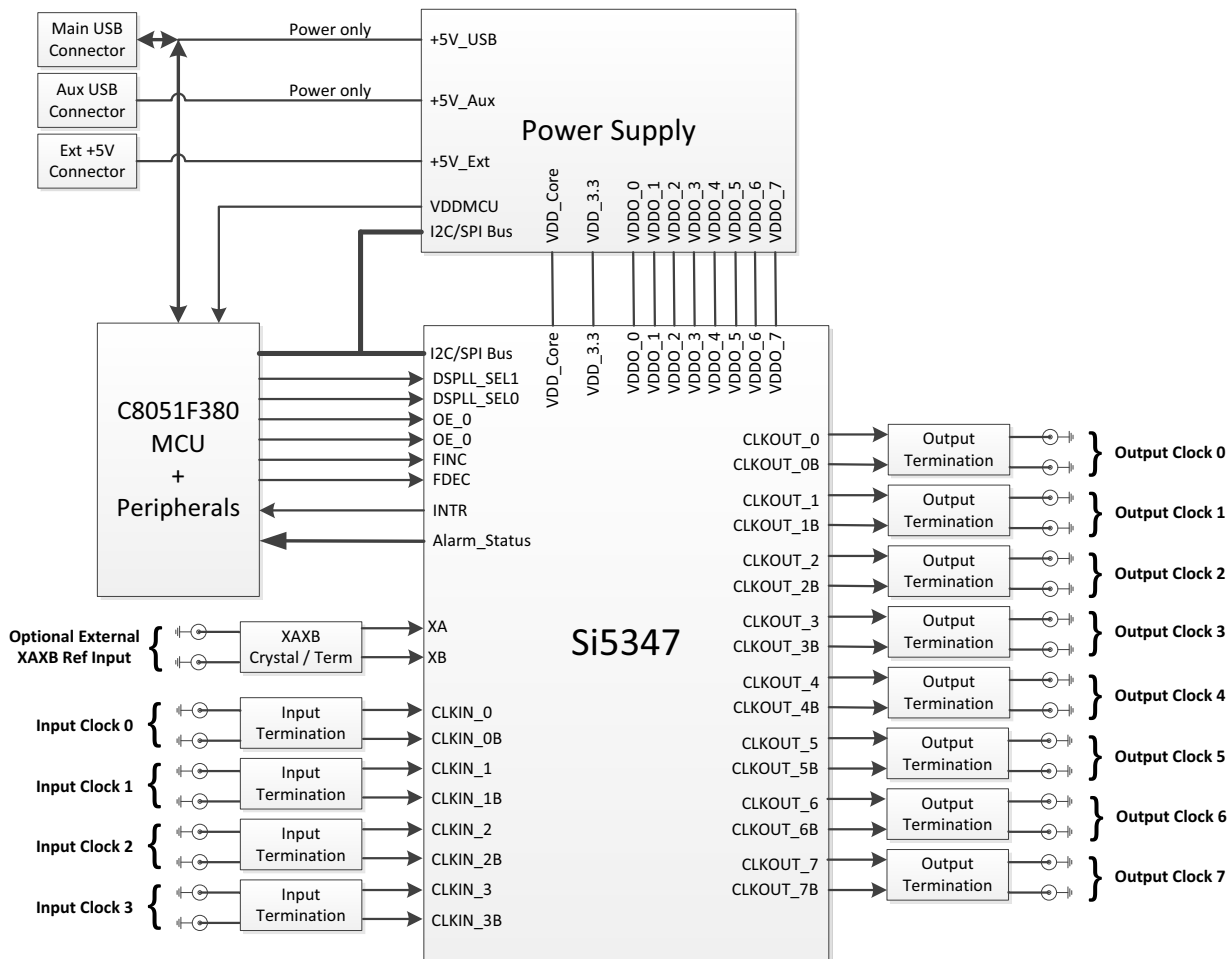 Main USB
Connector
Power only
+5V_USB
Aux USB
Connector
Power only
+5V_Aux
Power Supply
Ext +5V
Connector
+5V_Ext
VDDMCU
I2C/SPI Bus
VDD_Core
VDD_3.3
VDDO_0
VDDO_1
VDDO_2
VDDO_3
VDDO_4
VDDO_5
VDDO_6
VDDO_7
VDD_Core
VDD_3.3
VDDO_0
VDDO_1
VDDO_2
VDDO_3
VDDO_4
VDDO_5
VDDO_6
VDDO_7
C8051F380
MCU
+
Peripherals
I2C/SPI Bus
DSPLL_SEL1
DSPLL_SEL0
OE_0
OE_0
FINC
FDEC
INTR
Alarm_Status
Optional External
XAXB Ref Input
XAXB
Crystal / Term
XA
XB
Si5347
Input Clock 0
Input
Termination
CLKIN_0
CLKIN_0B
Input Clock 1
Input
Termination
CLKIN_1
CLKIN_1B
Input Clock 2
Input
Termination
CLKIN_2
CLKIN_2B
Input Clock 3
Input
Termination
CLKIN_3
CLKIN_3B
CLKOUT_0
CLKOUT_0B
Output
Termination
Output Clock 0
CLKOUT_1
CLKOUT_1B
Output
Termination
Output Clock 1
CLKOUT_2
CLKOUT_2B
Output
Termination
Output Clock 2
CLKOUT_3
CLKOUT_3B
Output
Termination
Output Clock 3
CLKOUT_4
CLKOUT_4B
Output
Termination
Output Clock 4
CLKOUT_5
CLKOUT_5B
Output
Termination
Output Clock 5
CLKOUT_6
CLKOUT_6B
Output
Termination
Output Clock 6
CLKOUT_7
CLKOUT_7B
Output
Termination
Output Clock 7